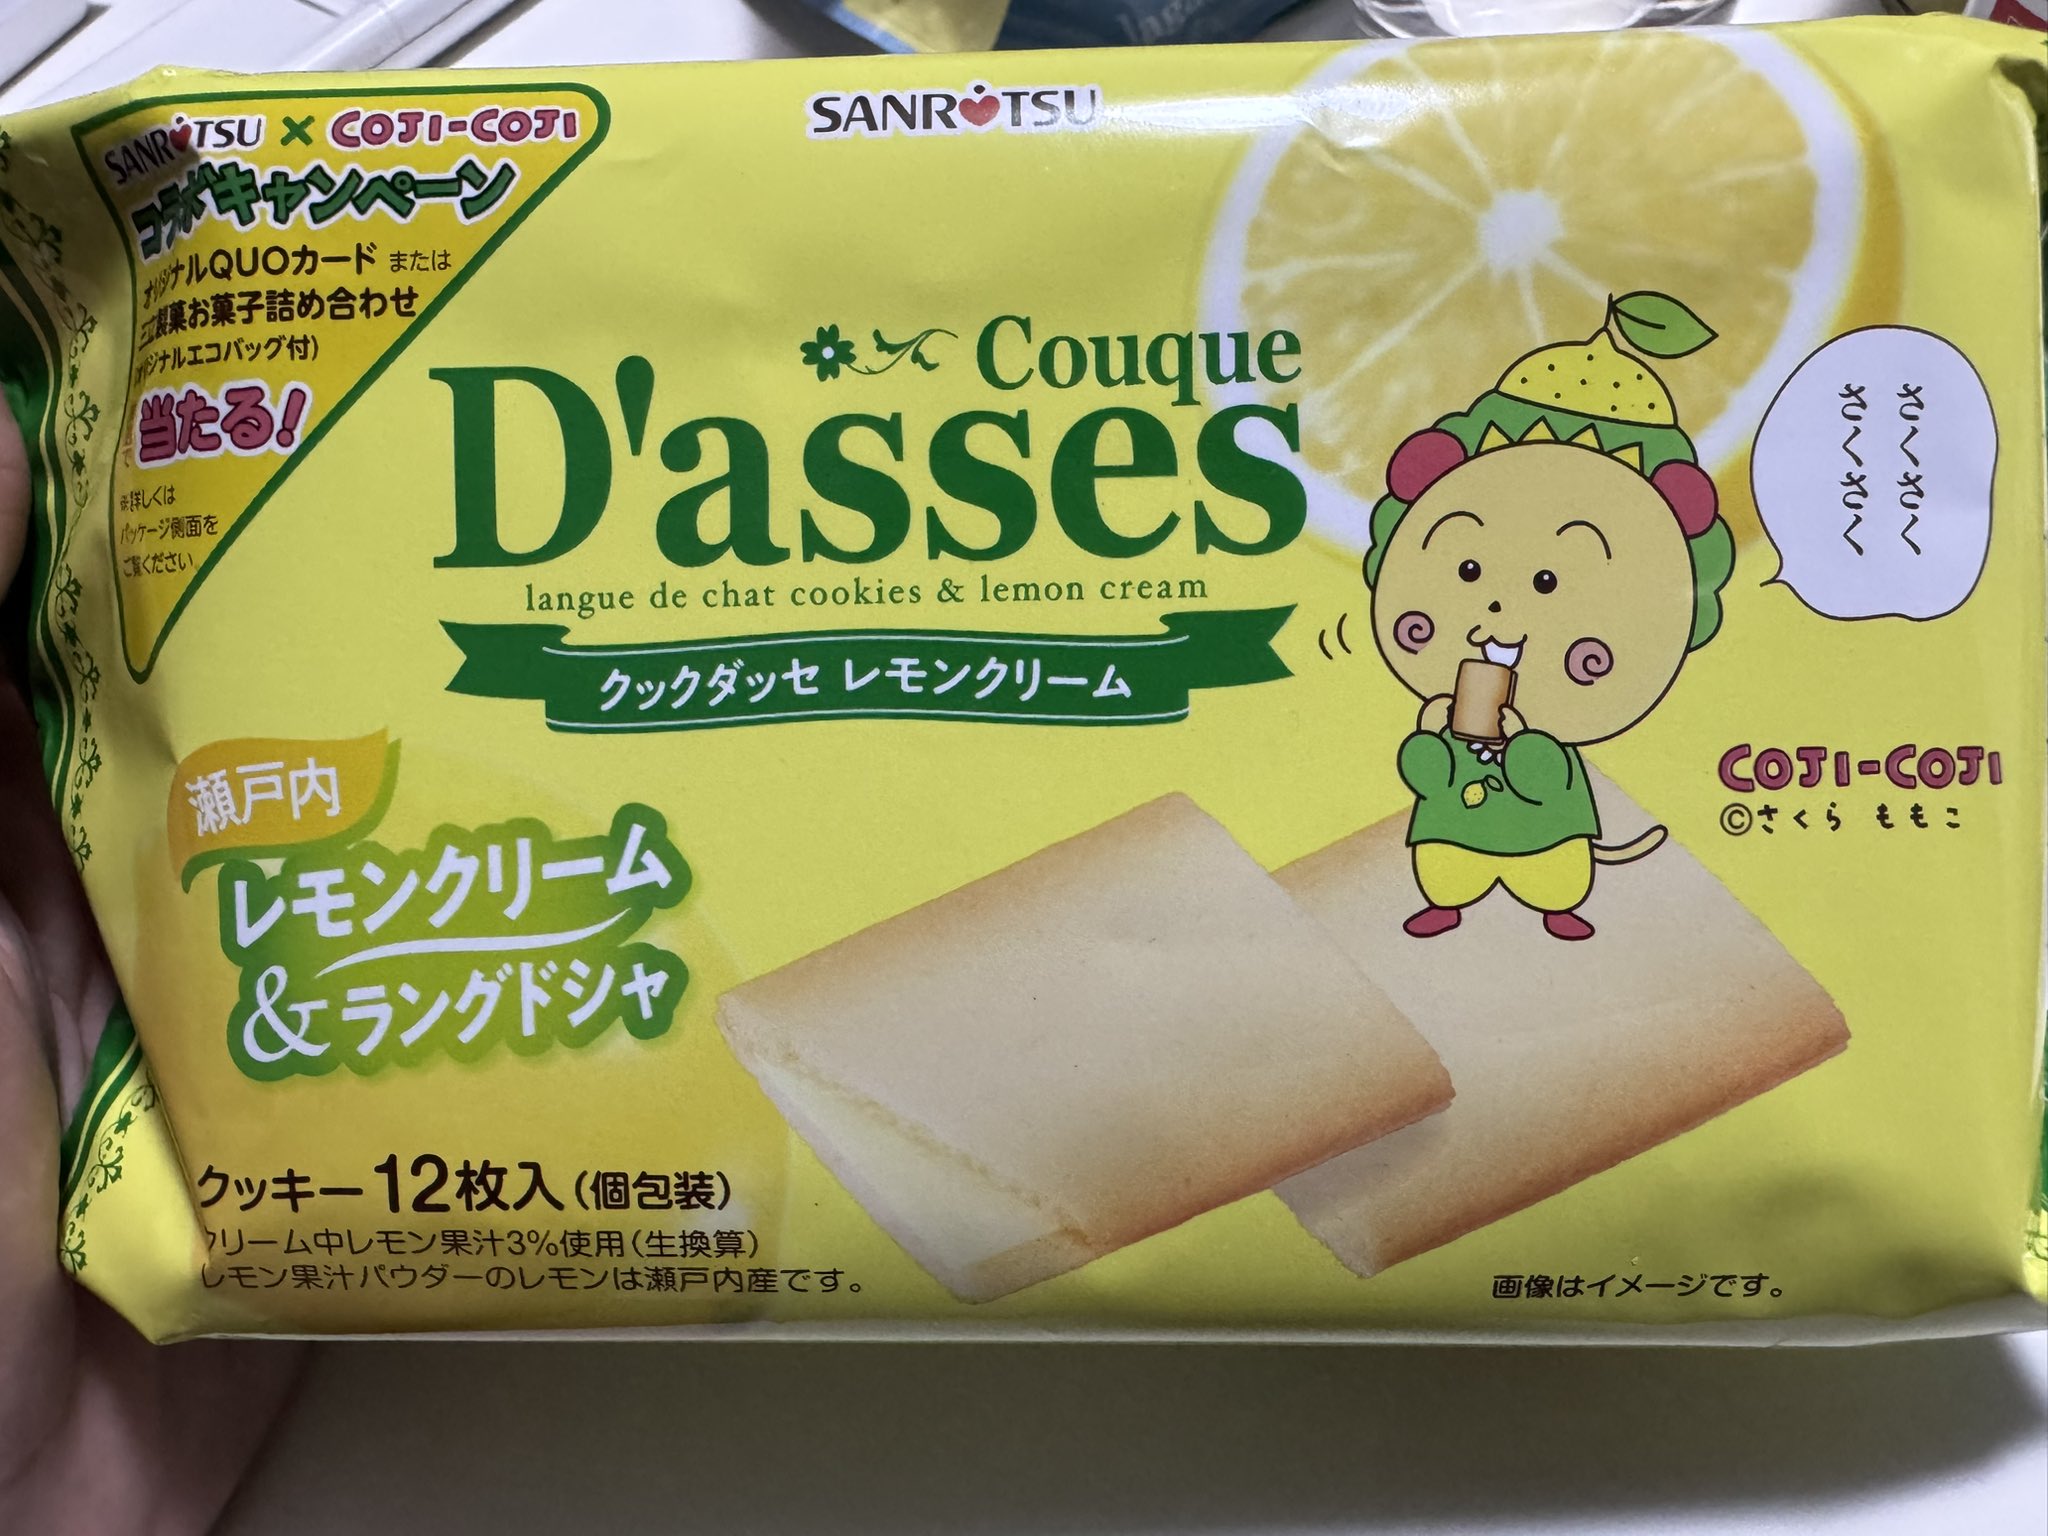 SANRITSU × COJI-COJI
コラボキャンペーン
オリジナルQUOカード または
三立製菓お菓子詰め合わせ
オリジナルエコバッグ付)
で 当たる!
※詳しくは
パッケージ側面を
ご覧ください
SANRITSU
Couque
D'asses
langue de chat cookies & lemon cream
クックダッセ レモンクリーム
さくさく
さくさく
COJI-COJI
©さくら ももこ
瀬戸内
レモンクリーム
&ラングドシャ
クッキー12枚入(個包装)
クリーム中レモン果汁3%使用(生換算)
レモン果汁パウダーのレモンは瀬戸内産です。
画像はイメージです。